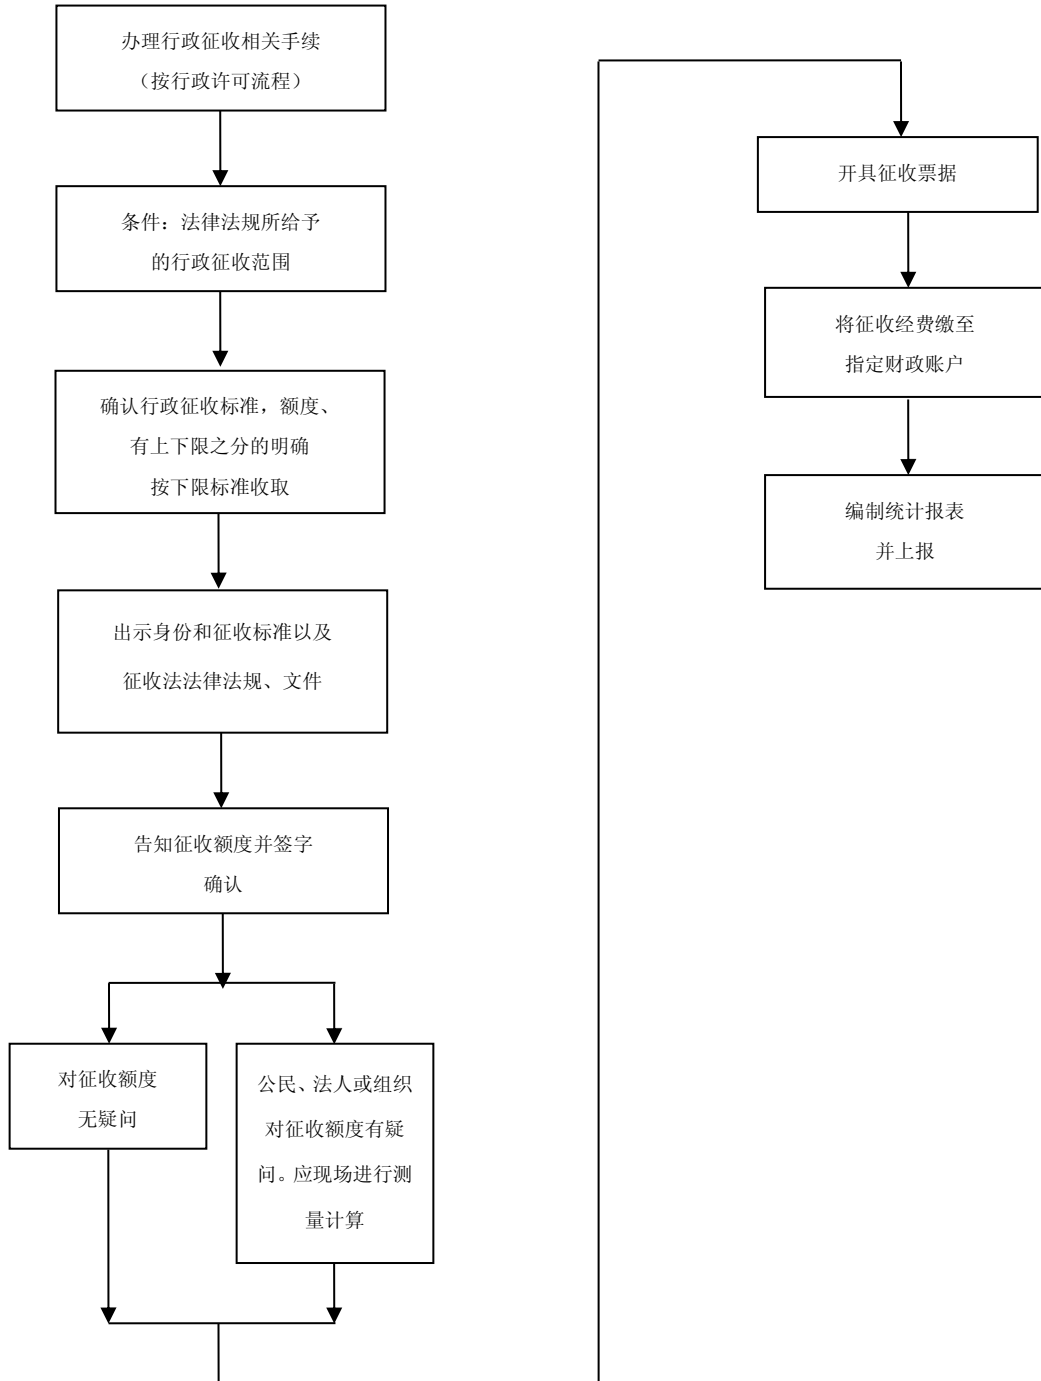 办理行政征收相关手续
（按行政许可流程）
条件：法律法规所给予
的行政征收范围
确认行政征收标准，额度、
有上下限之分的明确
按下限标准收取
出示身份和征收标准以及
征收法法律法规、文件
告知征收额度并签字
确认
对征收额度
无疑问
公民、法人或组织
对征收额度有疑
问。应现场进行测
量计算
开具征收票据
将征收经费缴至
指定财政账户
编制统计报表
并上报